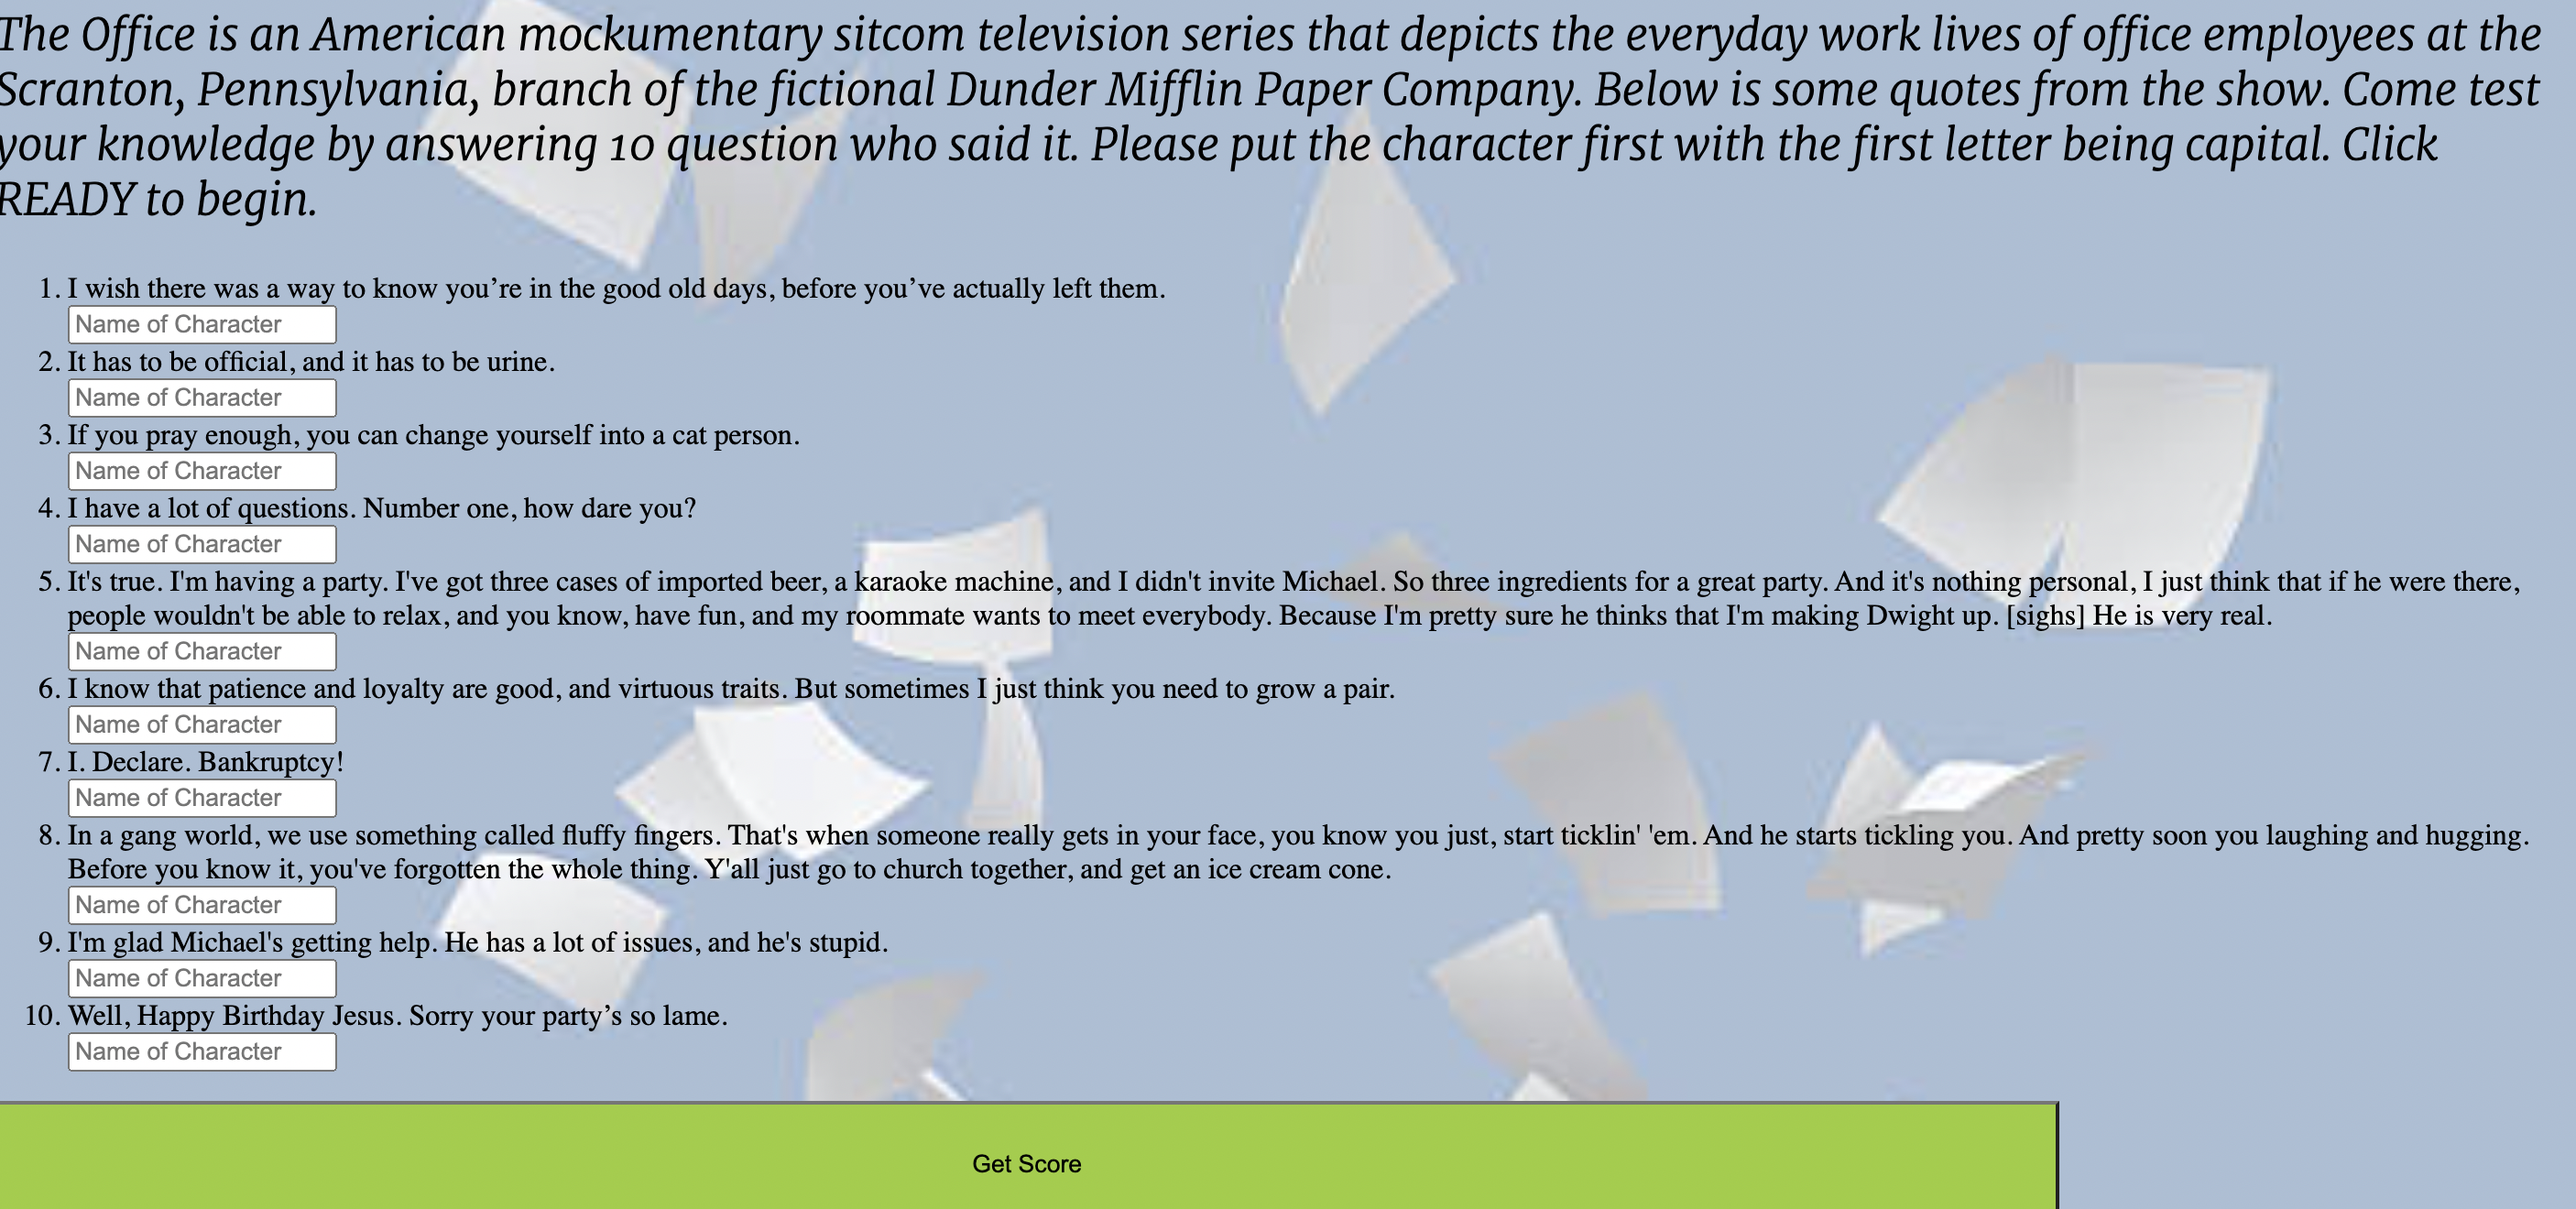 The Office is an American mockumentary sitcom television series that depicts the everyday work lives of office employees at the
Scranton, Pennsylvania, branch of the fictional Dunder Mifflin Paper Company. Below is some quotes from the show. Come test
your knowledge by answering 10 question who said it. Please put the character first with the first letter being capital. Click
READY to begin.
1. I wish there was a way to know you’re in the good old days, before you’ve actually left them.
Name of Character
2. It has to be official, and it has to be urine.
Name of Character
3. If you pray enough, you can change yourself into a cat person.
Name of Character
4. I have a lot of questions. Number one, how dare you?
Name of Character
5. It's true. I'm having a party. I've got three cases of imported beer, a karaoke machine, and I didn't invite Michael. So three ingredients for a great party. And it's nothing personal, I just think that if he were there,
people wouldn't be able to relax, and you know, have fun, and my roommate wants to meet everybody. Because I'm pretty sure he thinks that I'm making Dwight up. [sighs] He is very real.
Name of Character
6. I know that patience and loyalty are good, and virtuous traits. But sometimes I just think you need to grow a pair.
Name of Character
7. I. Declare. Bankruptcy!
Name of Character
8. In a gang world, we use something called fluffy fingers. That's when someone really gets in your face, you know you just, start ticklin' 'em. And he starts tickling you. And pretty soon you laughing and hugging.
Before you know it, you've forgotten the whole thing. Y'all just go to church together, and get an ice cream cone.
Name of Character
9. I'm glad Michael's getting help. He has a lot of issues, and he's stupid.
Name of Character
10. Well, Happy Birthday Jesus. Sorry your party’s so lame.
Name of Character
Get Score